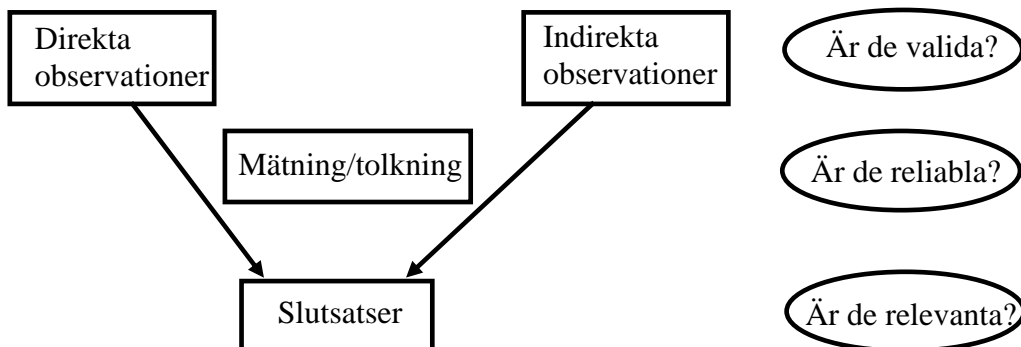 Direkta
observationer
Indirekta
observationer
Är de valida?
Mätning/tolkning
Är de reliabla?
Slutsatser
Är de relevanta?